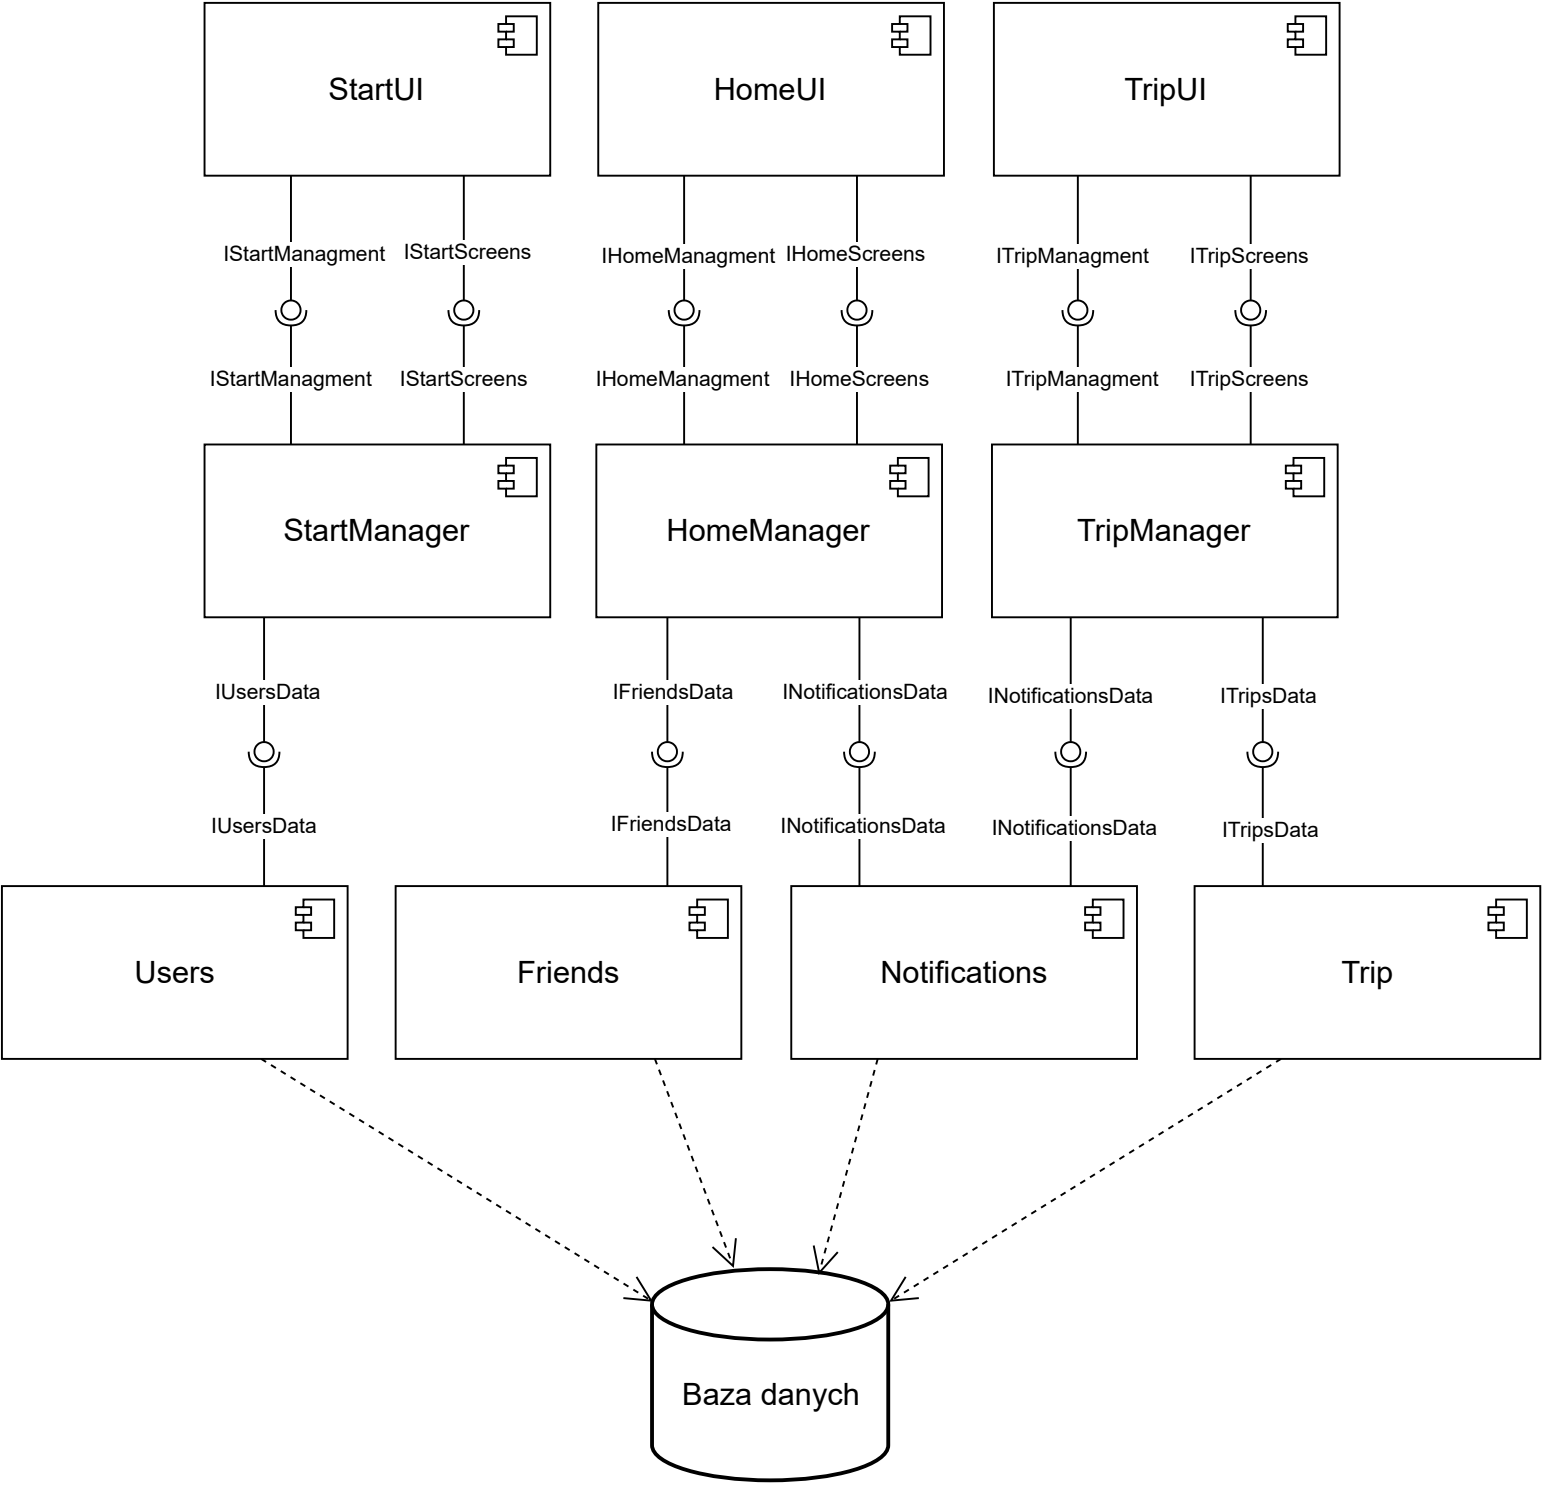 StartUI
HomeUI
TripUI
IStartManagment
IStartScreens
IHomeManagment
IHomeScreens
ITripManagment
ITripScreens
IStartManagment
IStartScreens
IHomeManagment
IHomeScreens
ITripManagment
ITripScreens
StartManager
HomeManager
TripManager
IUsersData
IFriendsData
INotificationsData
INotificationsData
ITripsData
IUsersData
IFriendsData
INotificationsData
INotificationsData
ITripsData
Users
Friends
Notifications
Trip
Baza danych